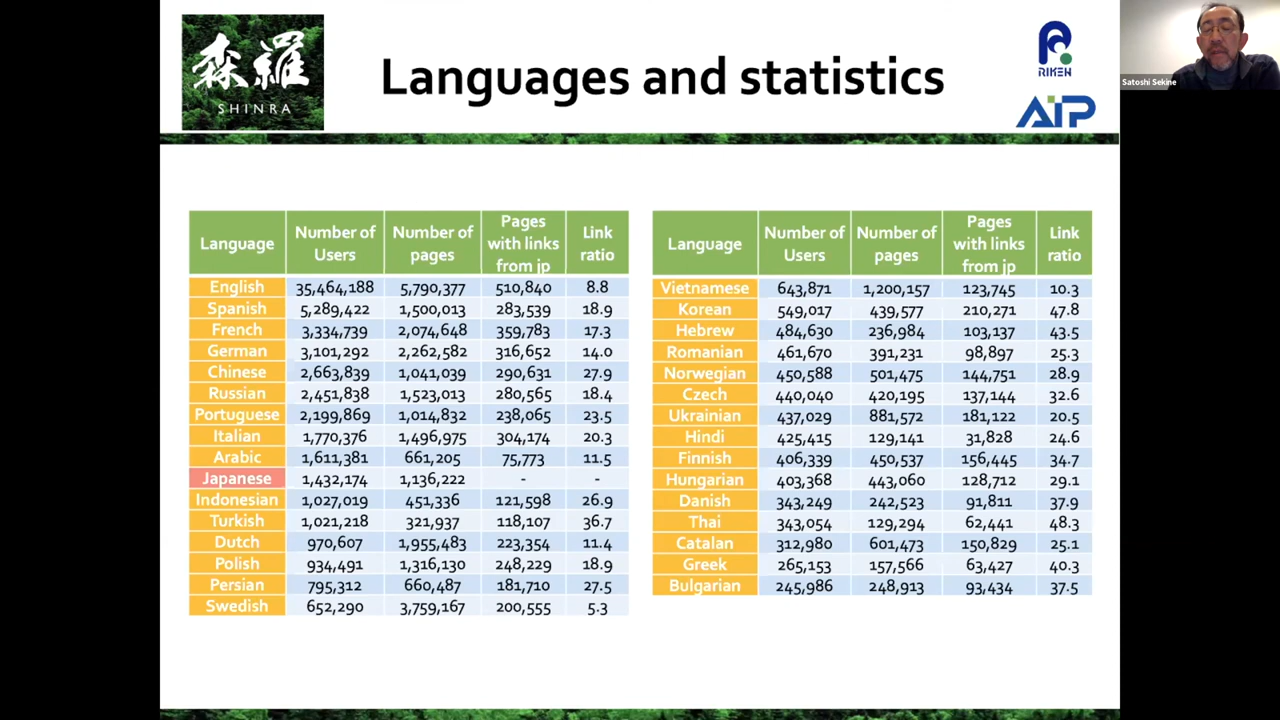 森羅
SHINRA
Languages and statistics
RIKEN
AIP
Satoshi Sekine
Language Number of Users Number of pages Pages with links from jp Link ratio
English 35,464,188 5,790,377 510,840 8.8
Spanish 5,289,422 1,500,013 283,539 18.9
French 3,334,739 2,074,648 359,783 17.3
German 3,101,292 2,262,582 316,652 14.0
Chinese 2,663,839 1,041,039 290,631 27.9
Russian 2,451,838 1,523,013 280,565 18.4
Portuguese 2,199,869 1,014,832 238,065 23.5
Italian 1,770,376 1,496,975 304,174 20.3
Arabic 1,611,381 661,205 75,773 11.5
Japanese 1,432,174 1,136,222 - -
Indonesian 1,027,019 451,336 121,598 26.9
Turkish 1,021,218 321,937 118,107 36.7
Dutch 970,607 1,955,483 223,354 11.4
Polish 934,491 1,316,130 248,229 18.9
Persian 795,312 660,487 181,710 27.5
Swedish 652,290 3,759,167 200,555 5.3
Language Number of Users Number of pages Pages with links from jp Link ratio
Vietnamese 643,871 1,200,157 123,745 10.3
Korean 549,017 439,577 210,271 47.8
Hebrew 484,630 236,984 103,137 43.5
Romanian 461,670 391,231 98,897 25.3
Norwegian 450,588 501,475 144,751 28.9
Czech 440,040 420,195 137,144 32.6
Ukrainian 437,029 881,572 181,122 20.5
Hindi 425,415 129,141 31,828 24.6
Finnish 406,339 450,537 156,445 34.7
Hungarian 403,368 443,060 128,712 29.1
Danish 343,249 242,523 91,811 37.9
Thai 343,054 129,294 62,441 48.3
Catalan 312,980 601,473 150,829 25.1
Greek 265,153 157,566 63,427 40.3
Bulgarian 245,986 248,913 93,434 37.5